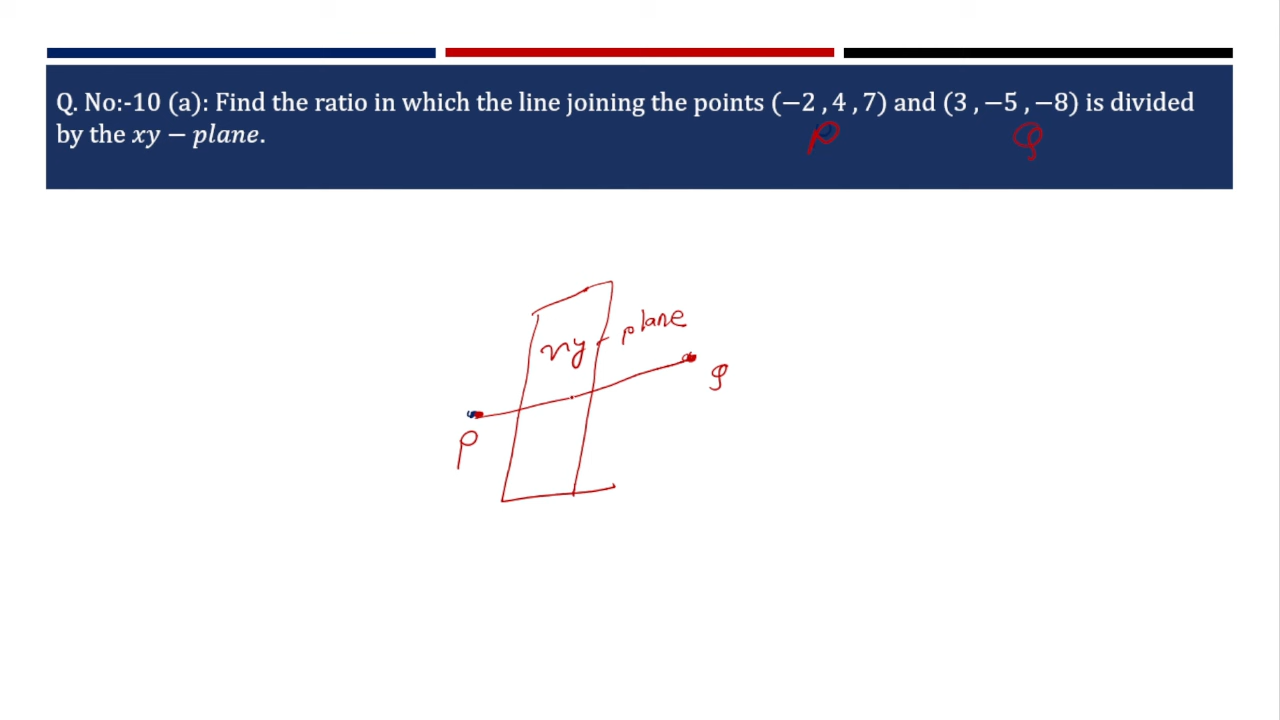 Q. No:-10 (a): Find the ratio in which the line joining the points (−2 , 4 , 7) and (3 , −5 , −8) is divided
by the xy − plane.
P Q
xy - plane
Q
P